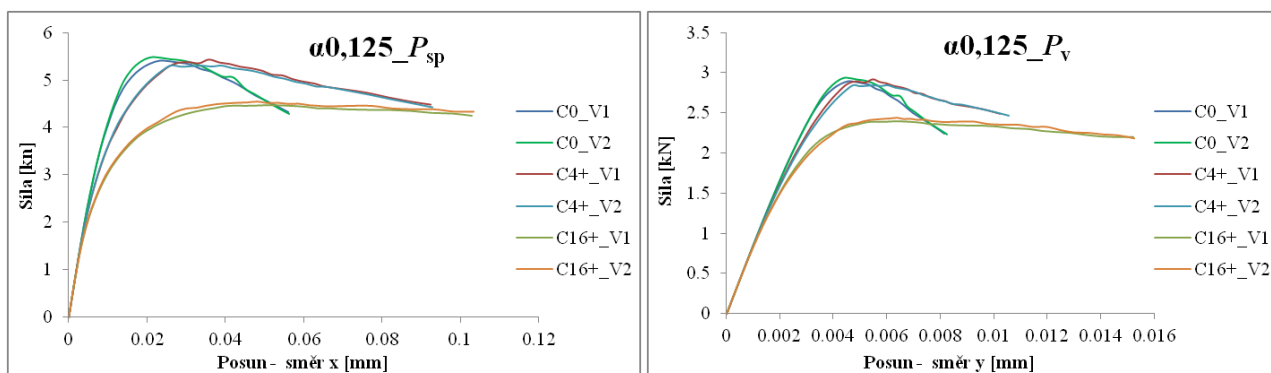 α0,125_Psp
Síla [kn]
6
5
4
3
2
1
0
0 0.02 0.04 0.06 0.08 0.1 0.12
Posun - směr x [mm]
C0_V1
C0_V2
C4+_V1
C4+_V2
C16+_V1
C16+_V2
α0,125_Pv
Síla [kN]
3.5
3
2.5
2
1.5
1
0.5
0
0 0.002 0.004 0.006 0.008 0.01 0.012 0.014 0.016
Posun - směr y [mm]
C0_V1
C0_V2
C4+_V1
C4+_V2
C16+_V1
C16+_V2